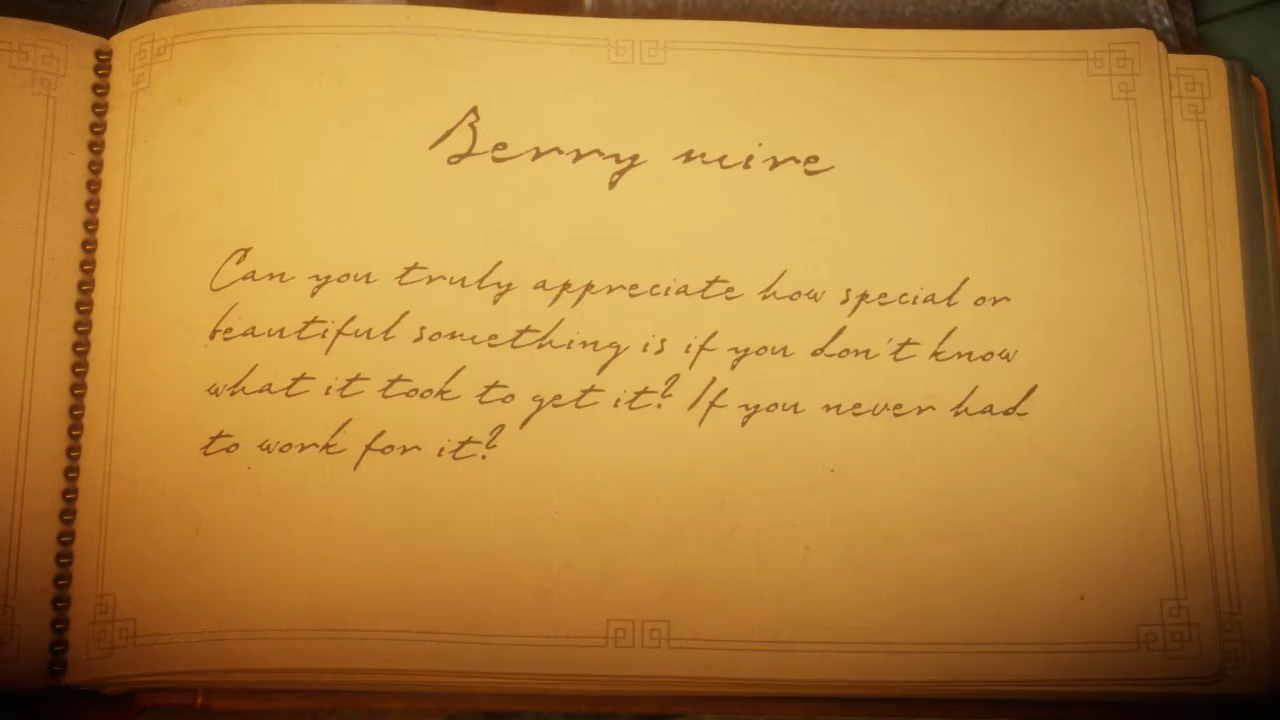 Berry mire
Can you truly appreciate how special or
beautiful something is if you don't know
what it took to get it? If you never had
to work for it?